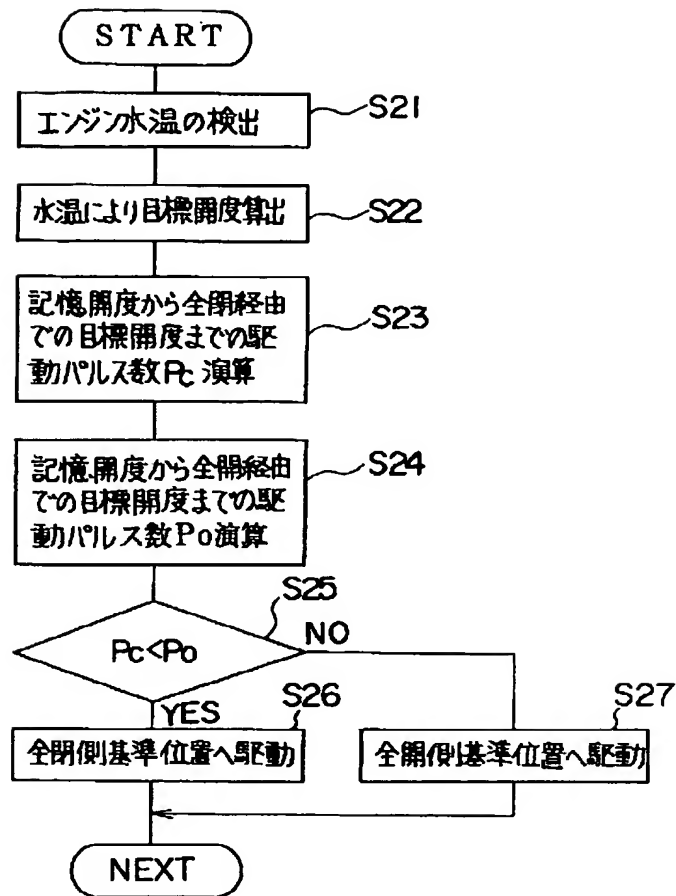 START
エンジン水温の検出
S21
水温により目標開度算出
S22
記憶開度から全閉経由
での目標開度までの駆
動パルス数Pc演算
S23
記憶開度から全開経由
での目標開度までの駆
動パルス数Po演算
S24
S25
Pc<Po
NO
YES
S26
全閉側基準位置へ駆動
S27
全開側基準位置へ駆動
NEXT